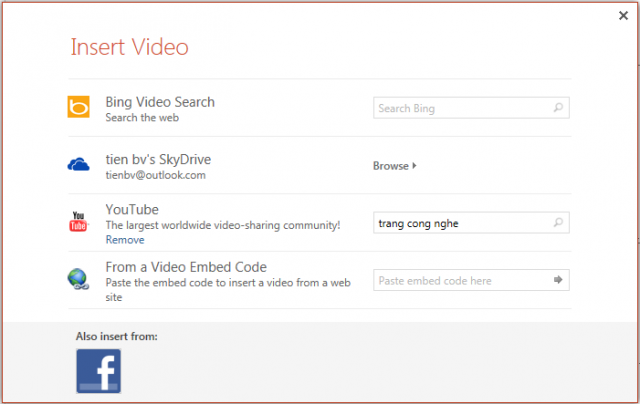 Insert Video
Bing Video Search
Search the web
Search Bing
tien bv's SkyDrive
tienbv@outlook.com
Browse
YouTube
The largest worldwide video-sharing community!
Remove
You
Tube
trang cong nghe
From a Video Embed Code
Paste the embed code to insert a video from a web
site
Paste embed code here
Also insert from:
f